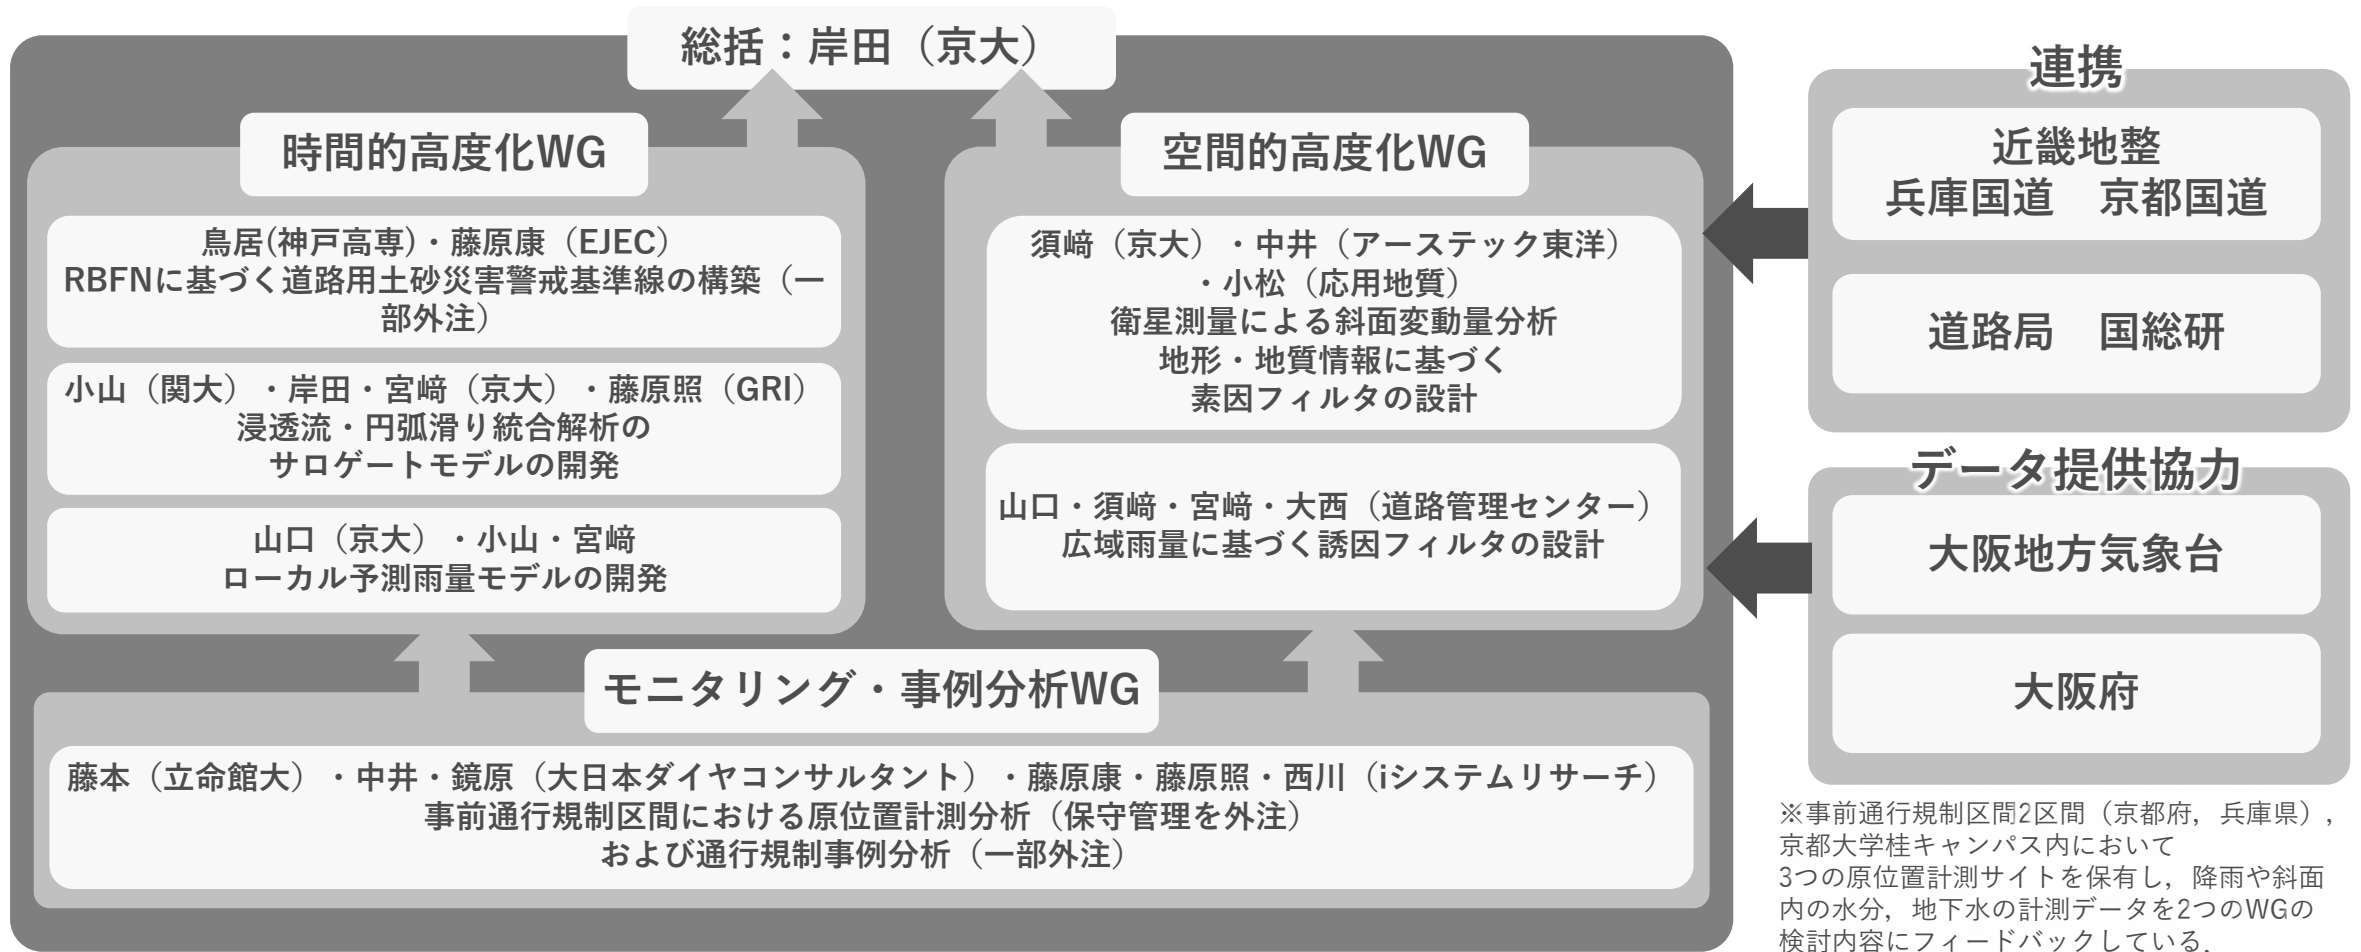 総括：岸田（京大）
時間的高度化WG
鳥居(神戸高専)・藤原康（EJEC）
RBFNに基づく道路用土砂災害警戒基準線の構築（一
部外注）
小山（関大）・岸田・宮﨑（京大）・藤原照（GRI）
浸透流・円弧滑り統合解析の
サロゲートモデルの開発
山口（京大）・小山・宮﨑
ローカル予測雨量モデルの開発
空間的高度化WG
須﨑（京大）・中井（アーステック東洋）
・小松（応用地質）
衛星測量による斜面変動量分析
地形・地質情報に基づく
素因フィルタの設計
山口・須﨑・宮﨑・大西（道路管理センター）
広域雨量に基づく誘因フィルタの設計
モニタリング・事例分析WG
藤本（立命館大）・中井・鏡原（大日本ダイヤコンサルタント）・藤原康・藤原照・西川（iシステムリサーチ）
事前通行規制区間における原位置計測分析（保守管理を外注）
および通行規制事例分析（一部外注）
連携
近畿地整
兵庫国道　京都国道
道路局　国総研
データ提供協力
大阪地方気象台
大阪府
※事前通行規制区間2区間（京都府，兵庫県），
京都大学桂キャンパス内において
3つの原位置計測サイトを保有し，降雨や斜面
内の水分，地下水の計測データを2つのWGの
検討内容にフィードバックしている．